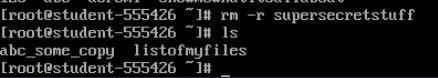 [root@student-555426 ]# rm -r supersecretstuff
[root@student-555426 ]# ls
abc_some_copy  listofmyfiles
[root@student-555426 ]#